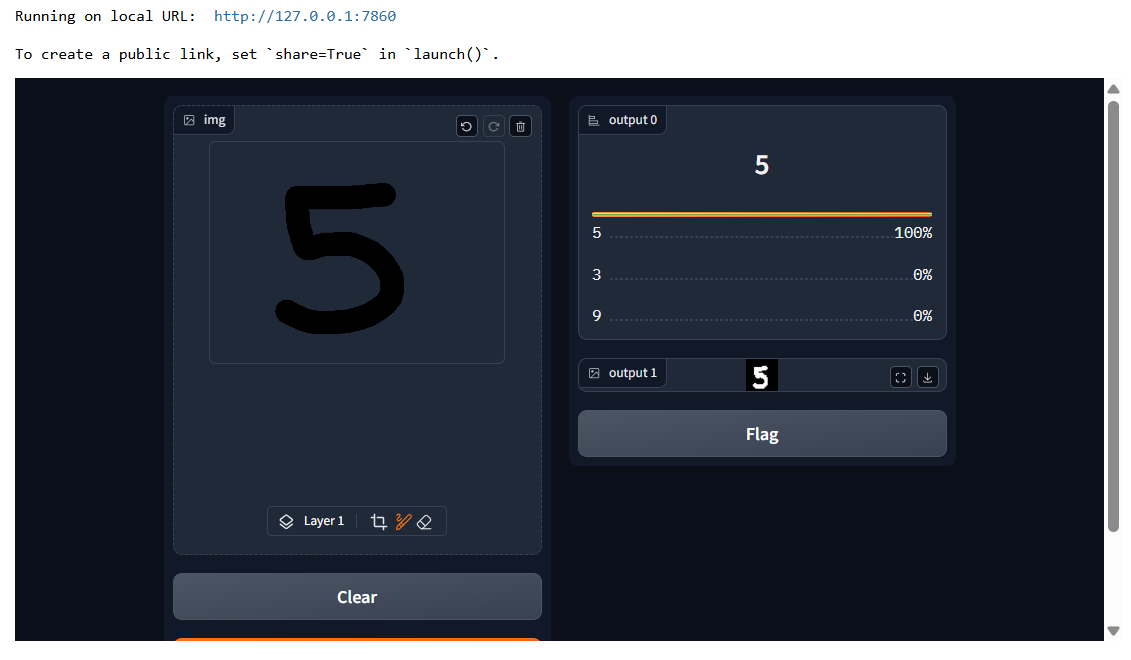 Running on local URL:  http://127.0.0.1:7860
To create a public link, set `share=True` in `launch()`.
img
5
Layer 1
Clear
output 0
5
5 100%
3 0%
9 0%
output 1
5
Flag